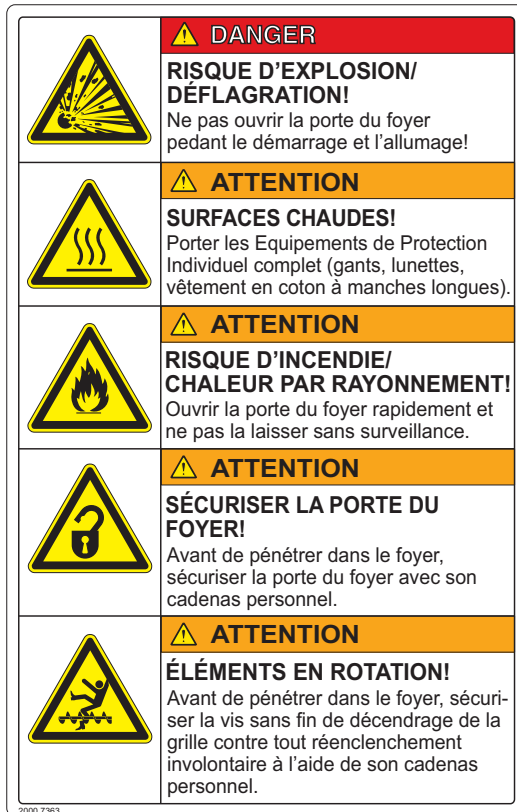 DANGER
RISQUE D'EXPLOSION/
DÉFLAGRATION!
Ne pas ouvrir la porte du foyer
pedant le démarrage et l'allumage!
ATTENTION
SURFACES CHAUDES!
Porter les Equipements de Protection
Individuel complet (gants, lunettes,
vêtement en coton à manches longues).
ATTENTION
RISQUE D'INCENDIE/
CHALEUR PAR RAYONNEMENT!
Ouvrir la porte du foyer rapidement et
ne pas la laisser sans surveillance.
ATTENTION
SÉCURISER LA PORTE DU
FOYER!
Avant de pénétrer dans le foyer,
sécuriser la porte du foyer avec son
cadenas personnel.
ATTENTION
ÉLÉMENTS EN ROTATION!
Avant de pénétrer dans le foyer, sécuri-
ser la vis sans fin de décendrage de la
grille contre tout réenclenchement
involontaire à l'aide de son cadenas
personnel.
2000 7363